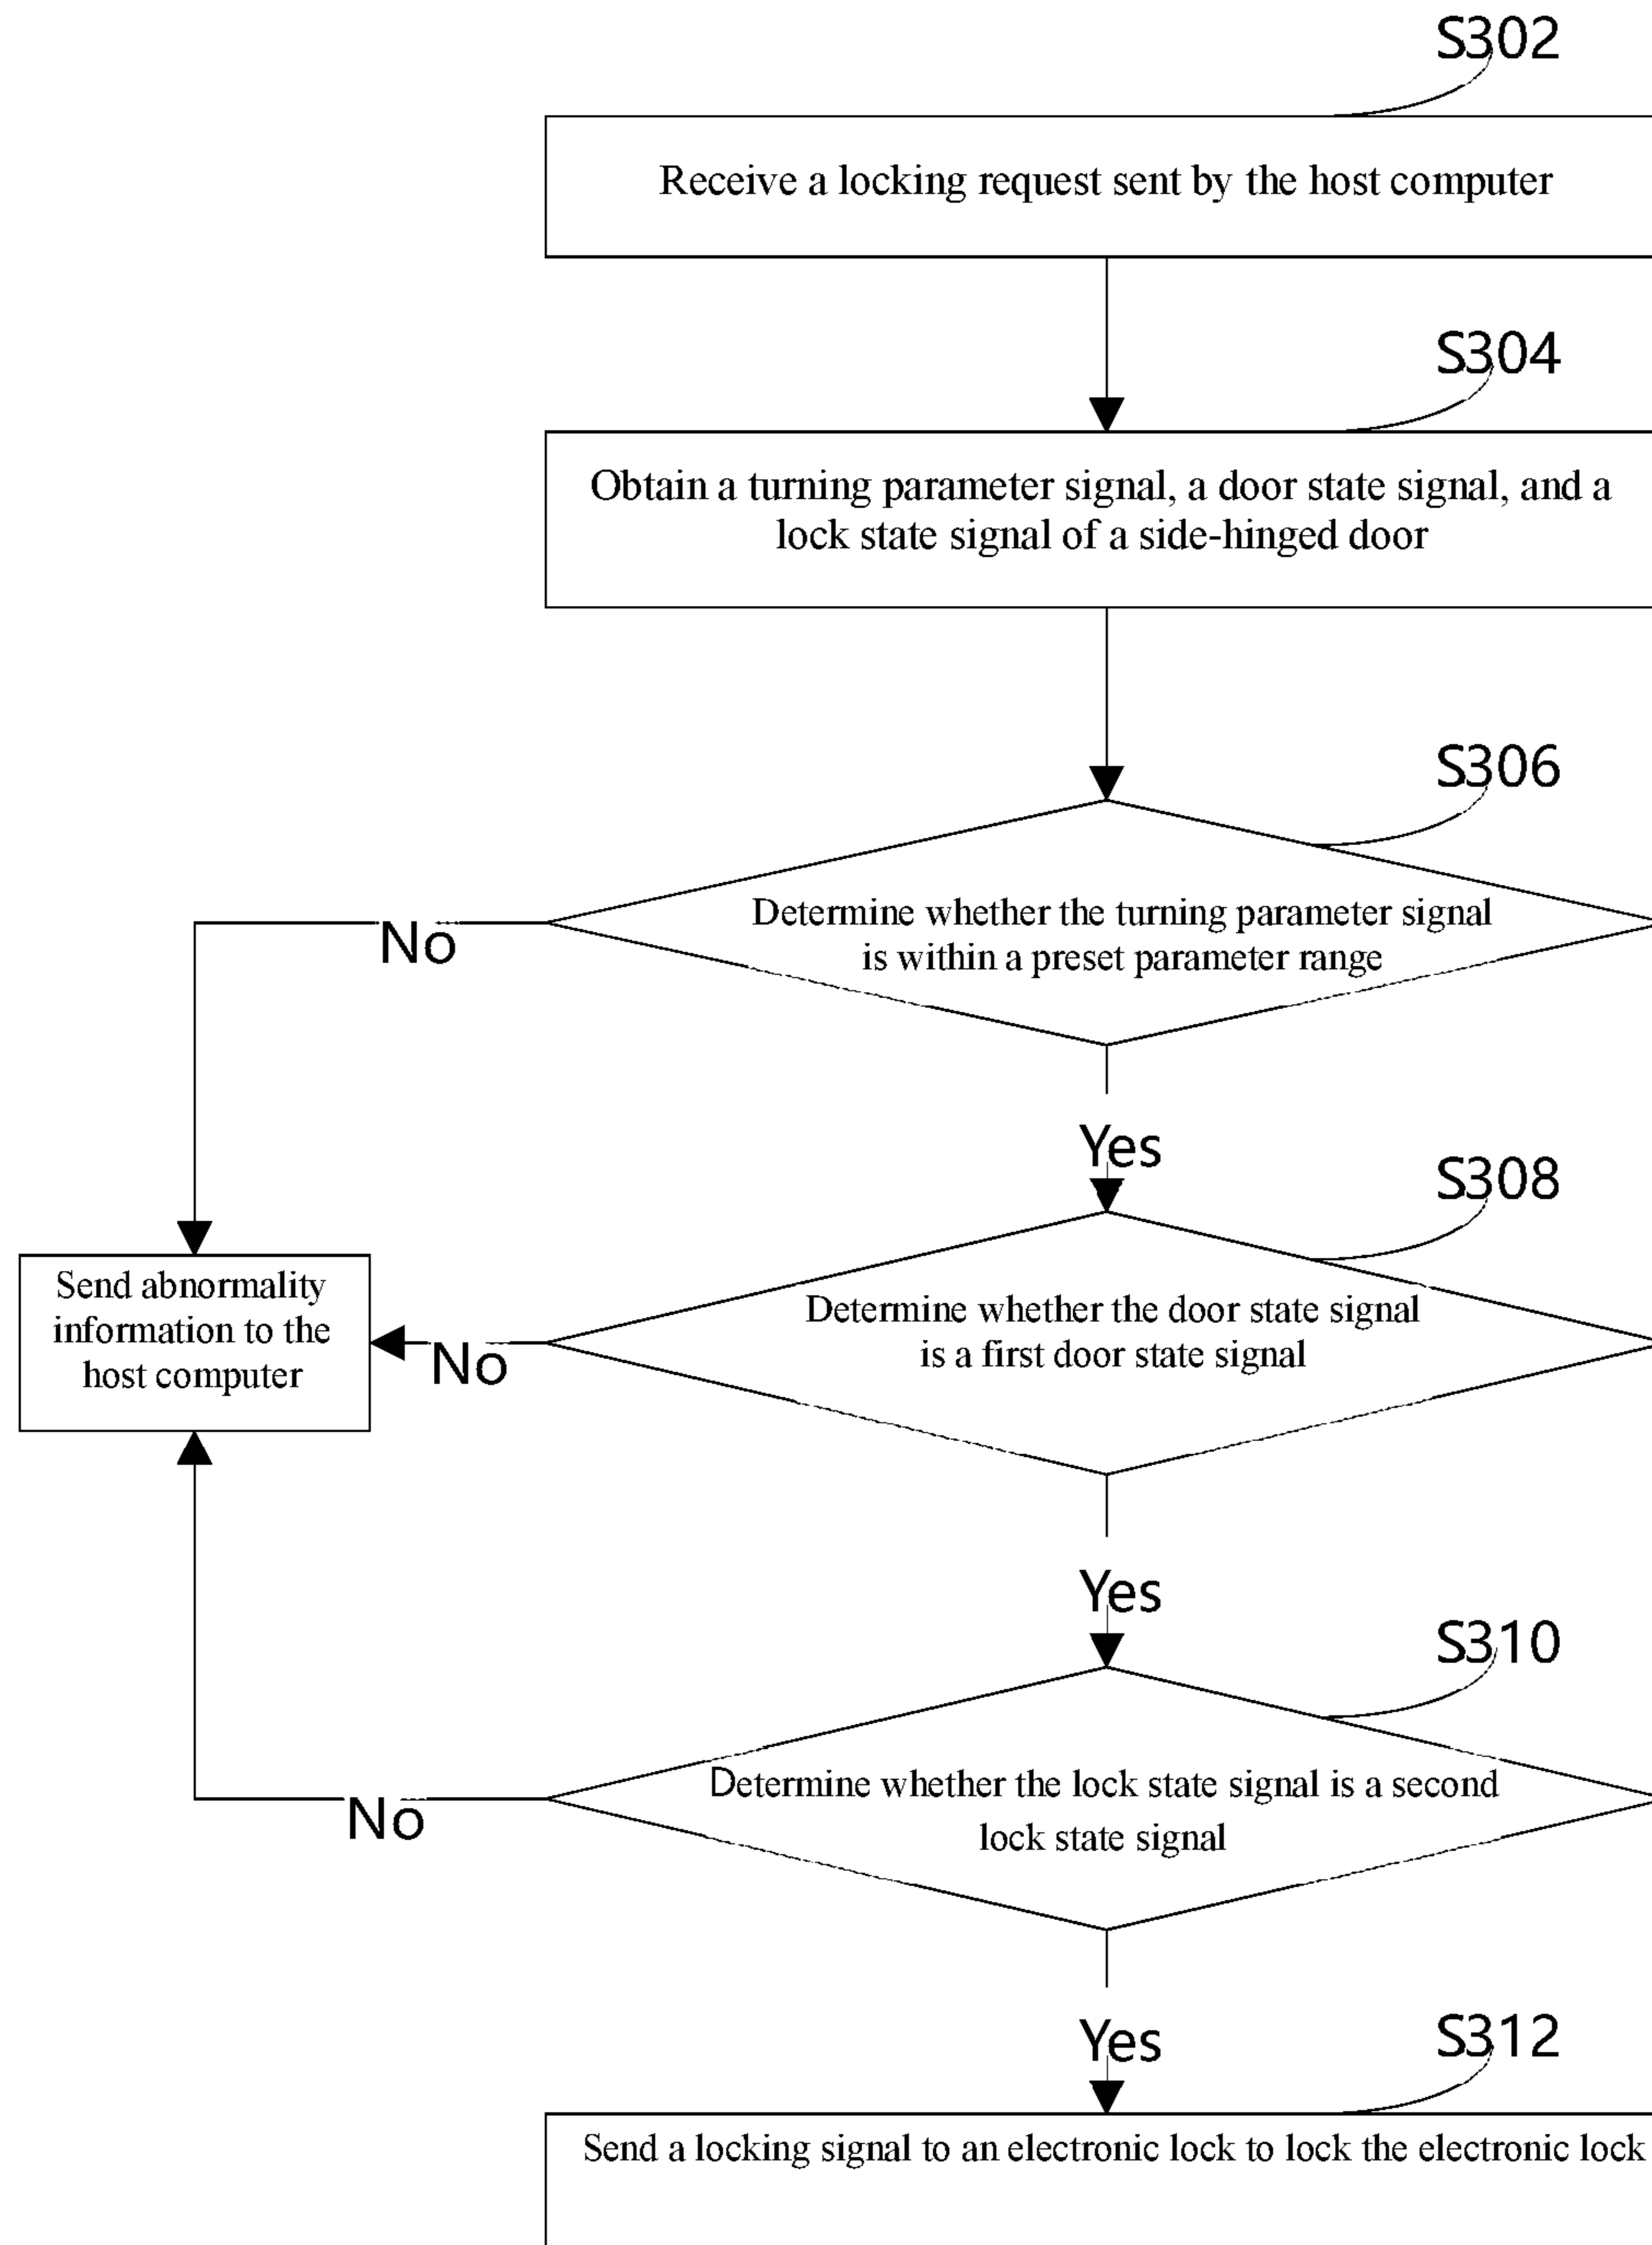 S302
Receive a locking request sent by the host computer
S304
Obtain a turning parameter signal, a door state signal, and a
lock state signal of a side-hinged door
S306
Determine whether the turning parameter signal
is within a preset parameter range
No
Yes
S308
Send abnormality
information to the
host computer
No
Determine whether the door state signal
is a first door state signal
Yes
S310
Determine whether the lock state signal is a second
lock state signal
No
Yes
S312
Send a locking signal to an electronic lock to lock the electronic lock